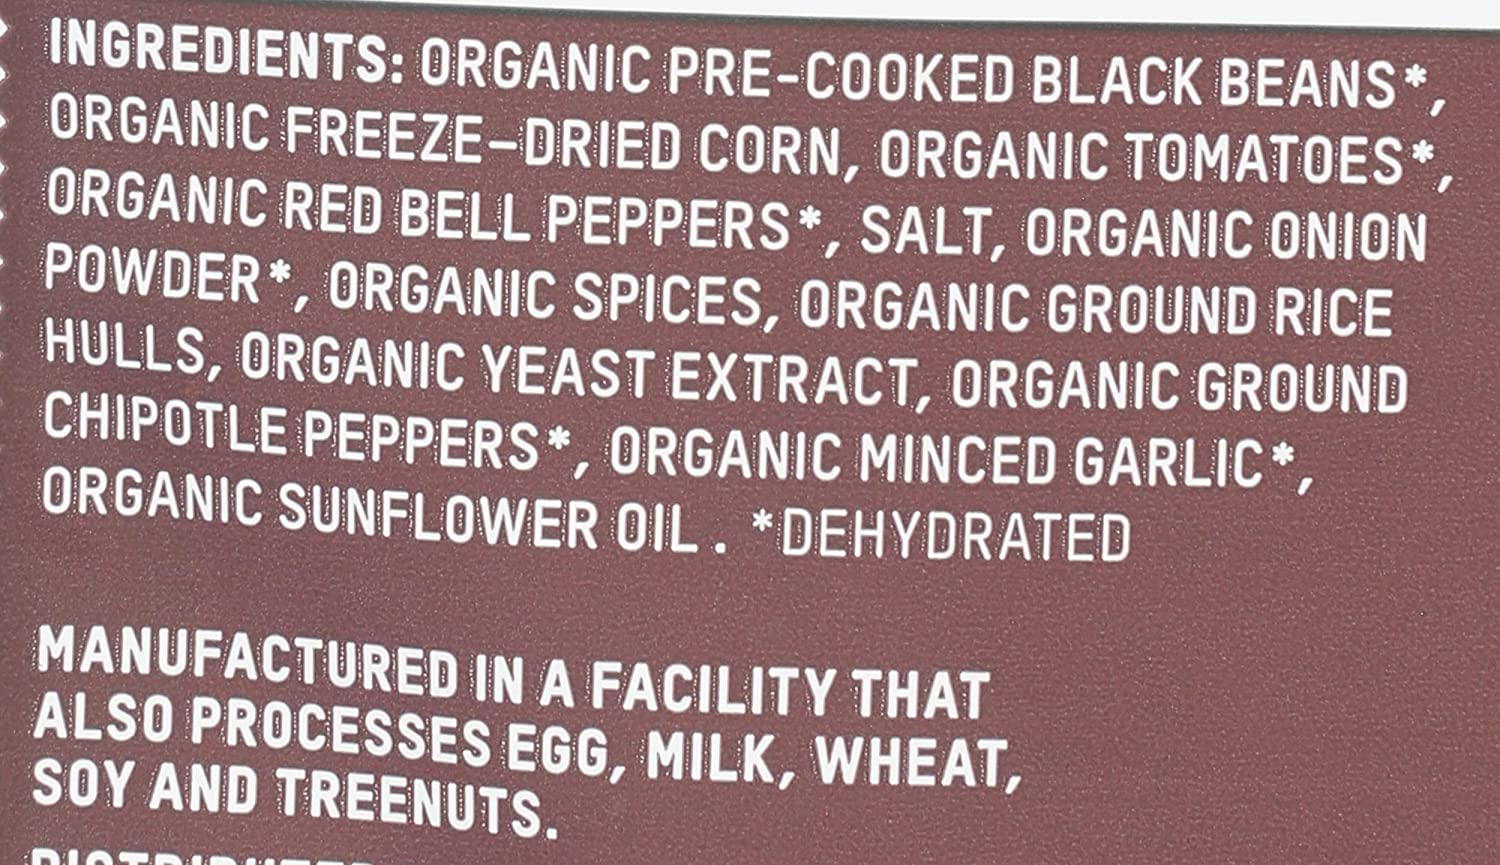 INGREDIENTS: ORGANIC PRE-COOKED BLACK BEANS*,
ORGANIC FREEZE-DRIED CORN, ORGANIC TOMATOES*,
ORGANIC RED BELL PEPPERS*, SALT, ORGANIC ONION
POWDER*, ORGANIC SPICES, ORGANIC GROUND RICE
HULLS, ORGANIC YEAST EXTRACT, ORGANIC GROUND
CHIPOTLE PEPPERS*, ORGANIC MINCED GARLIC*,
ORGANIC SUNFLOWER OIL. *DEHYDRATED
MANUFACTURED IN A FACILITY THAT
ALSO PROCESSES EGG, MILK, WHEAT,
SOY AND TREENUTS.